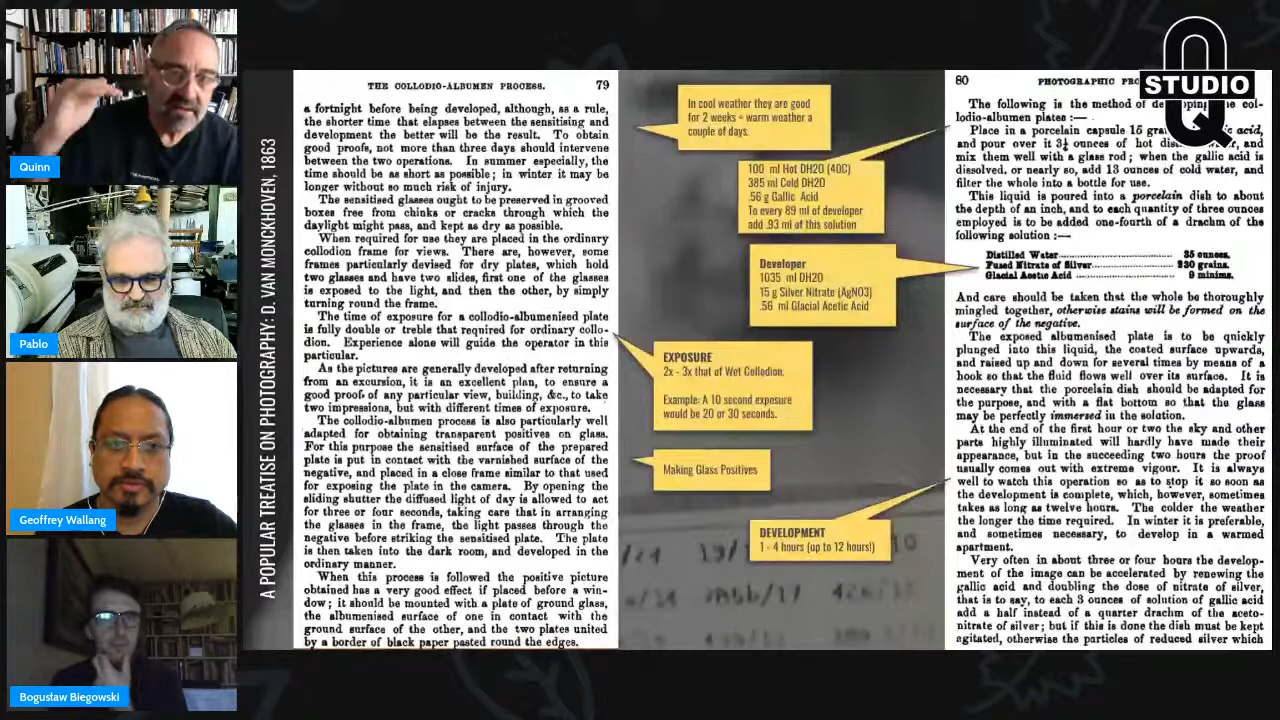 Quinn
Pablo
Geoffrey Wallang
Bogusław Biegowski
A POPULAR TREATISE ON PHOTOGRAPHY: D. VAN MONCKHOVEN, 1863
THE COLLODIO-ALBUMEN PROCESS. 79
a fortnight before being developed, although, as a rule,
the shorter time that elapses between the sensitising and
development the better will be the result. To obtain
good proofs, not more than three days should intervene
between the two operations. In summer especially, the
time should be as short as possible; in winter it may be
longer without so much risk of injury.
The sensitised glasses ought to be preserved in grooved
boxes free from chinks or cracks through which the
daylight might pass, and kept as dry as possible.
When required for use they are placed in the ordinary
collodion frame for views. There are, however, some
frames particularly devised for dry plates, which hold
two glasses and have two slides, first one of the glasses
is exposed to the light, and then the other, by simply
turning round the frame.
The time of exposure for a collodio-albumenised plate
is fully double or treble that required for ordinary collo-
dion. Experience alone will guide the operator in this
particular.
As the pictures are generally developed after returning
from an excursion, it is an excellent plan, to ensure a
good proof of any particular view, building, &c., to take
two impressions, but with different times of exposure.
The collodio-albumen process is also particularly well
adapted for obtaining transparent positives on glass.
For this purpose the sensitised surface of the prepared
plate is put in contact with the varnished surface of the
negative, and placed in a close frame similar to that used
for exposing the plate in the camera. By opening the
sliding shutter the diffused light of day is allowed to act
for three or four seconds, taking care that in arranging
the glasses in the frame, the light passes through the
negative before striking the sensitised plate. The plate
is then taken into the dark room, and developed in the
ordinary manner.
When this process is followed the positive picture
obtained has a very good effect if placed before a win-
dow; it should be mounted with a plate of ground glass,
the albumenised surface of one in contact with the
ground surface of the other, and the two plates united
by a border of black paper pasted round the edges.
In cool weather they are good
for 2 weeks - warm weather a
couple of days.
100 ml Hot DH2O (40C)
385 ml Cold DH2O
.56 g Gallic Acid
To every 89 ml of developer
add .93 ml of this solution
Developer
1035 ml DH2O
15 g Silver Nitrate (AgNO3)
.56 ml Glacial Acetic Acid
EXPOSURE
2x - 3x that of Wet Collodion.
Example: A 10 second exposure
would be 20 or 30 seconds.
Making Glass Positives
DEVELOPMENT
1 - 4 hours (up to 12 hours!)
STUDIO
Q
80 PHOTOGRAPHIC
The following is the method of developing the col-
lodio-albumen plates :—
Place in a porcelain capsule 15 acid,
and pour over it 3¼ ounces of hot and
mix them well with a glass rod; when the gallic acid is
dissolved, or nearly so, add 13 ounces of cold water, and
filter the whole into a bottle for use.
This liquid is poured into a porcelain dish to about
the depth of an inch, and to each quantity of three ounces
employed is to be added one-fourth of a drachm of the
following solution :—
Distilled Water 35 ounces.
Fused Nitrate of Silver 230 grains.
Glacial Acetic Acid 9 minims.
And care should be taken that the whole be thoroughly
mingled together, otherwise stains will be formed on the
surface of the negative.
The exposed albumenised plate is to be quickly
plunged into this liquid, the coated surface upwards,
and raised up and down for several times by means of a
hook so that the fluid flows well over its surface. It is
necessary that the porcelain dish should be adapted for
the purpose, and with a flat bottom so that the glass
may be perfectly immersed in the solution.
At the end of the first hour or two the sky and other
parts highly illuminated will hardly have made their
appearance, but in the succeeding two hours the proof
usually comes out with extreme vigour. It is always
well to watch this operation so as to stop it so soon as
the development is complete, which, however, sometimes
takes as long as twelve hours. The colder the weather
the longer the time required. In winter it is preferable,
and sometimes necessary, to develop in a warmed
apartment.
Very often in about three or four hours the develop-
ment of the image can be accelerated by renewing the
gallic acid and doubling the dose of nitrate of silver,
that is to say, to each 3 ounces of solution of gallic acid
add a half instead of a quarter drachm of the aceto-
nitrate of silver; but if this is done the dish must be kept
agitated, otherwise the particles of reduced silver which